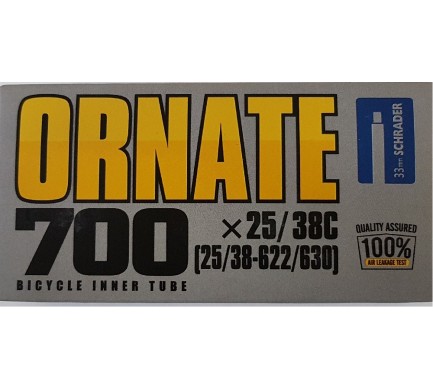 ORNATE
33mm SCHRADER
700 ×25/38C
(25/38-622/630)
BICYCLE INNER TUBE
QUALITY ASSURED
100%
AIR LEAKAGE TEST